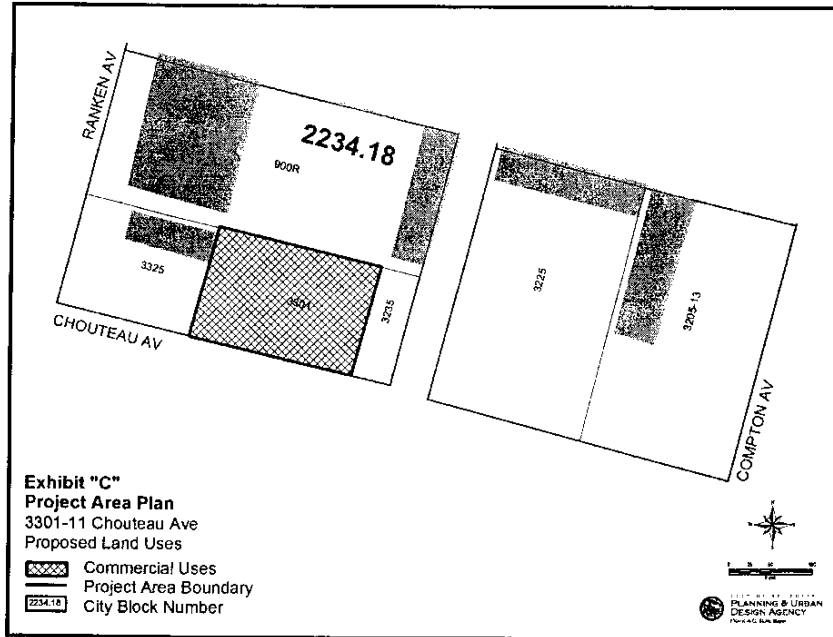 RANKEN AV
2234.18
900R
3325
3301
3235
3225
3205-13
CHOUTEAU AV
COMPTON AV
Exhibit "C"
Project Area Plan
3301-11 Chouteau Ave
Proposed Land Uses
Commercial Uses
Project Area Boundary
2234.18 City Block Number
PLANNING & URBAN
DESIGN AGENCY